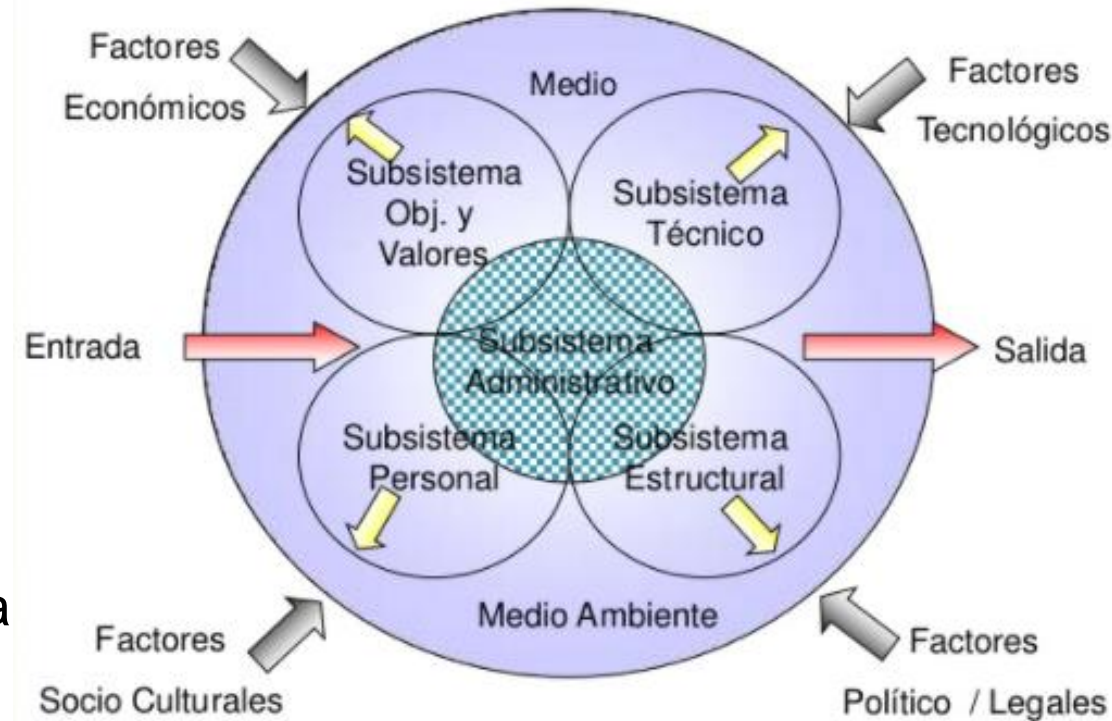 Factores
Económicos
Medio
Factores
Tecnológicos
Subsistema
Obj. y
Valores
Subsistema
Técnico
Entrada
Subsistema
Administrativo
Salida
Subsistema
Personal
Subsistema
Estructural
a
Medio Ambiente
Factores
Socio Culturales
Factores
Político / Legales